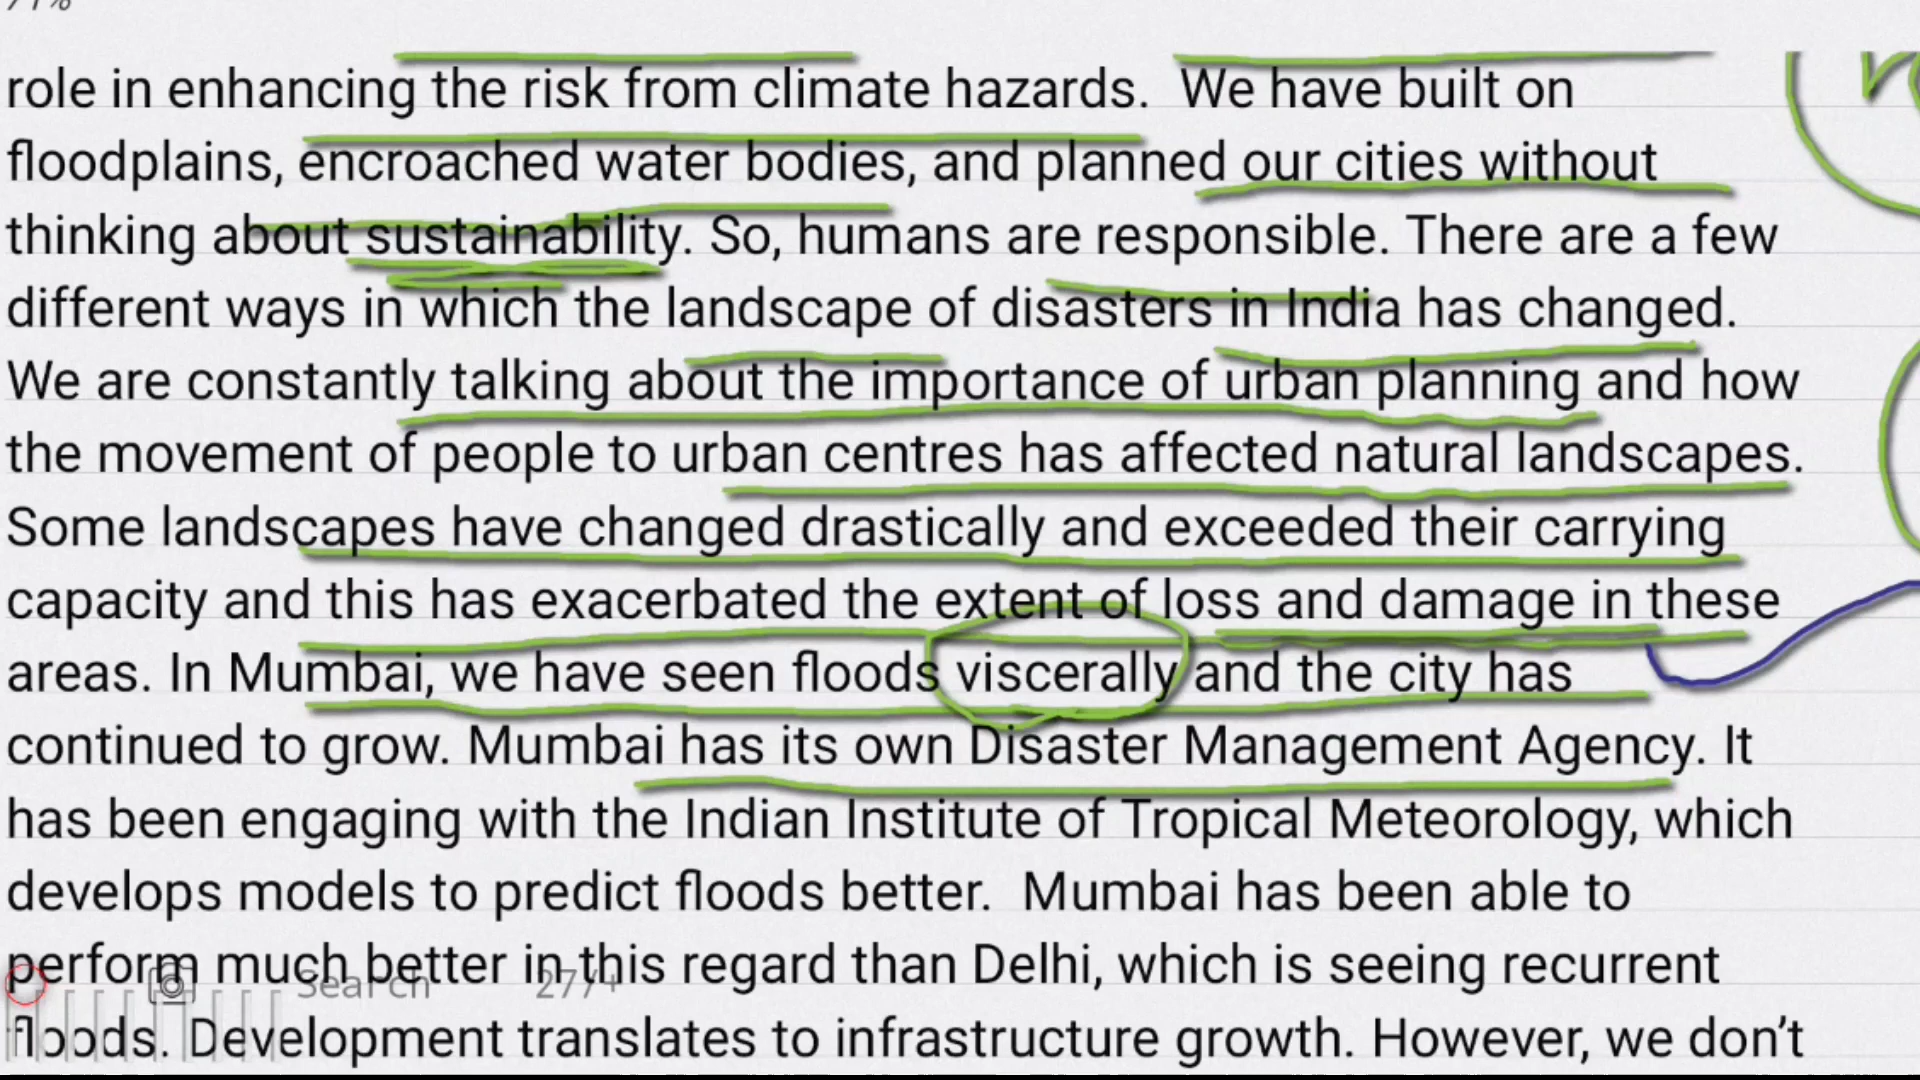 71%
role in enhancing the risk from climate hazards. We have built on
floodplains, encroached water bodies, and planned our cities without
thinking about sustainability. So, humans are responsible. There are a few
different ways in which the landscape of disasters in India has changed.
We are constantly talking about the importance of urban planning and how
the movement of people to urban centres has affected natural landscapes.
Some landscapes have changed drastically and exceeded their carrying
capacity and this has exacerbated the extent of loss and damage in these
areas. In Mumbai, we have seen floods viscerally and the city has
continued to grow. Mumbai has its own Disaster Management Agency. It
has been engaging with the Indian Institute of Tropical Meteorology, which
develops models to predict floods better. Mumbai has been able to
perform much better in this regard than Delhi, which is seeing recurrent
Search
floods. Development translates to infrastructure growth. However, we don't